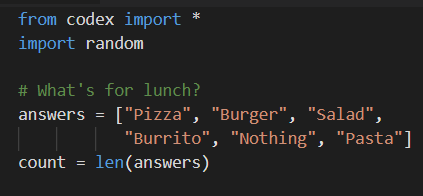 from codex import *
import random
# What's for lunch?
answers = ["Pizza", "Burger", "Salad",
"Burrito", "Nothing", "Pasta"]
count = len(answers)